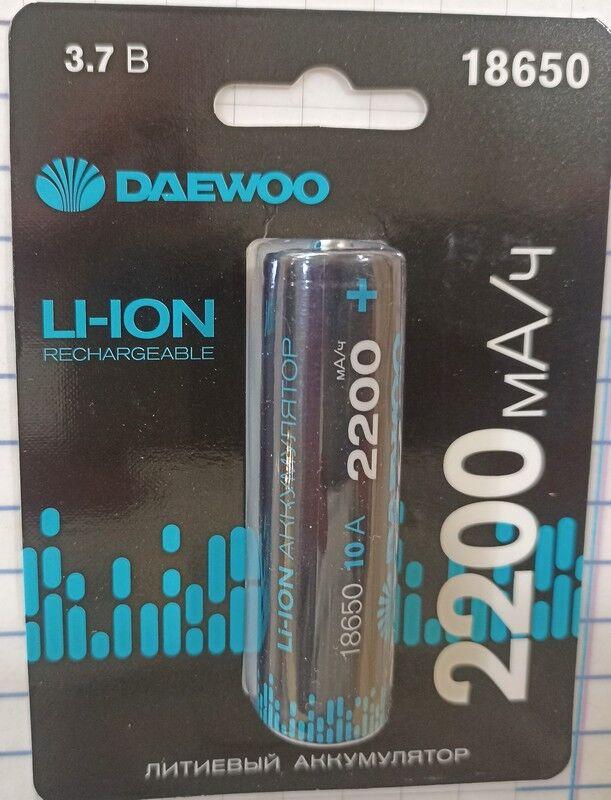 3.7 В
18650
DAEWOO
LI-ION
RECHARGEABLE
2200 мА/ч
+
2200 мА/ч
Li-ION АККУМУЛЯТОР
18650 10 А
ЛИТИЕВЫЙ АККУМУЛЯТОР